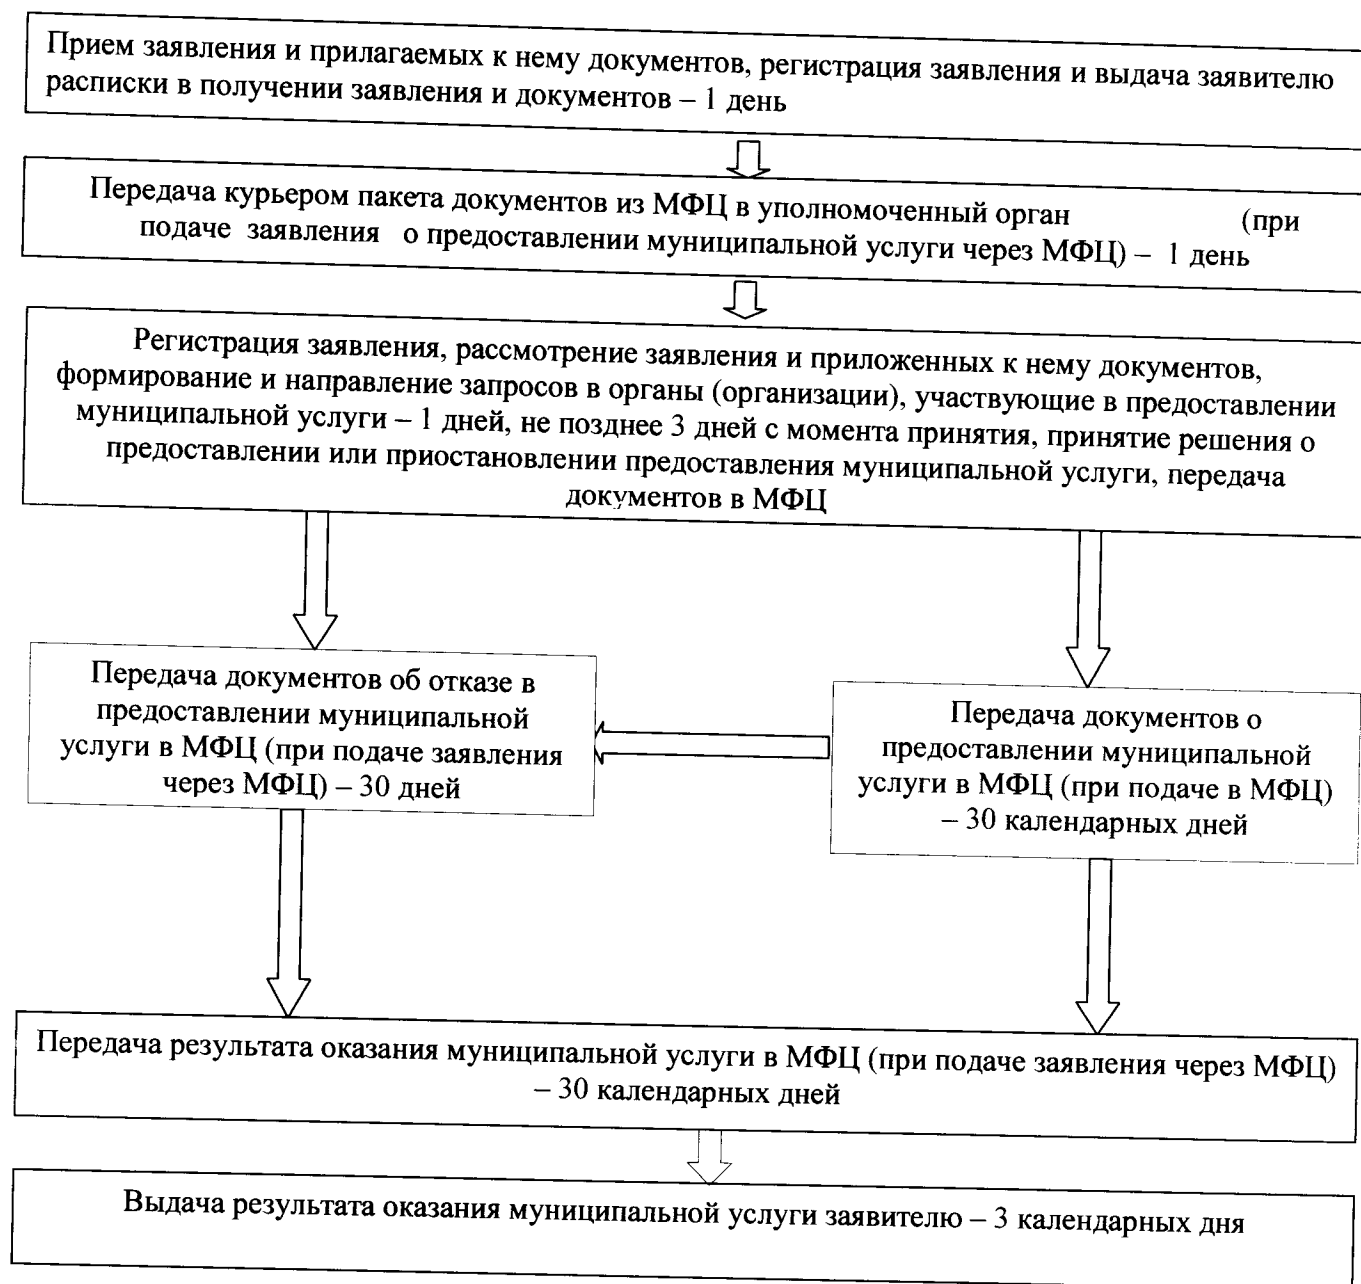 Прием заявления и прилагаемых к нему документов, регистрация заявления и выдача заявителю
расписки в получении заявления и документов – 1 день
Передача курьером пакета документов из МФЦ в уполномоченный орган (при
подаче заявления о предоставлении муниципальной услуги через МФЦ) – 1 день
Регистрация заявления, рассмотрение заявления и приложенных к нему документов,
формирование и направление запросов в органы (организации), участвующие в предоставлении
муниципальной услуги – 1 дней, не позднее 3 дней с момента принятия, принятие решения о
предоставлении или приостановлении предоставления муниципальной услуги, передача
документов в МФЦ
Передача документов об отказе в
предоставлении муниципальной
услуги в МФЦ (при подаче заявления
через МФЦ) – 30 дней
Передача документов о
предоставлении муниципальной
услуги в МФЦ (при подаче в МФЦ)
– 30 календарных дней
Передача результата оказания муниципальной услуги в МФЦ (при подаче заявления через МФЦ)
– 30 календарных дней
Выдача результата оказания муниципальной услуги заявителю – 3 календарных дня